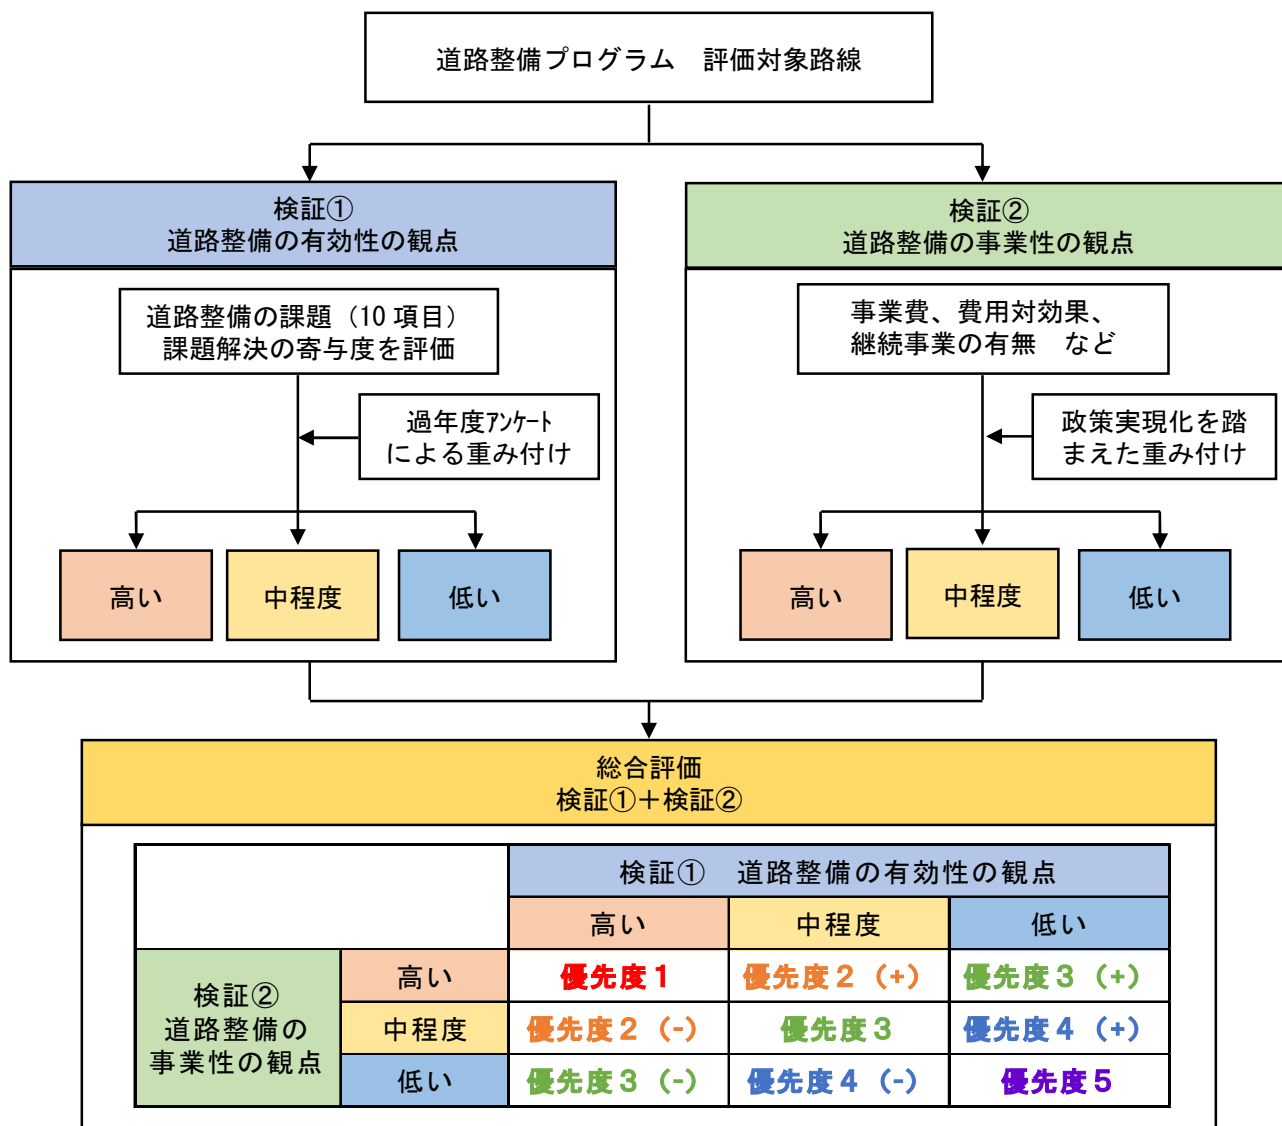 道路整備プログラム　評価対象路線
検証①
道路整備の有効性の観点
道路整備の課題（10 項目）
課題解決の寄与度を評価
過年度ｱﾝｹｰﾄ
による重み付け
高い
中程度
低い
検証②
道路整備の事業性の観点
事業費、費用対効果、
継続事業の有無　など
政策実現化を踏
まえた重み付け
高い
中程度
低い
総合評価
検証①＋検証②
検証①　道路整備の有効性の観点
高い 中程度 低い
検証②
道路整備の
事業性の観点
高い 優先度１ 優先度２（+） 優先度３（+）
中程度 優先度２（-） 優先度３ 優先度４（+）
低い 優先度３（-） 優先度４（-） 優先度５